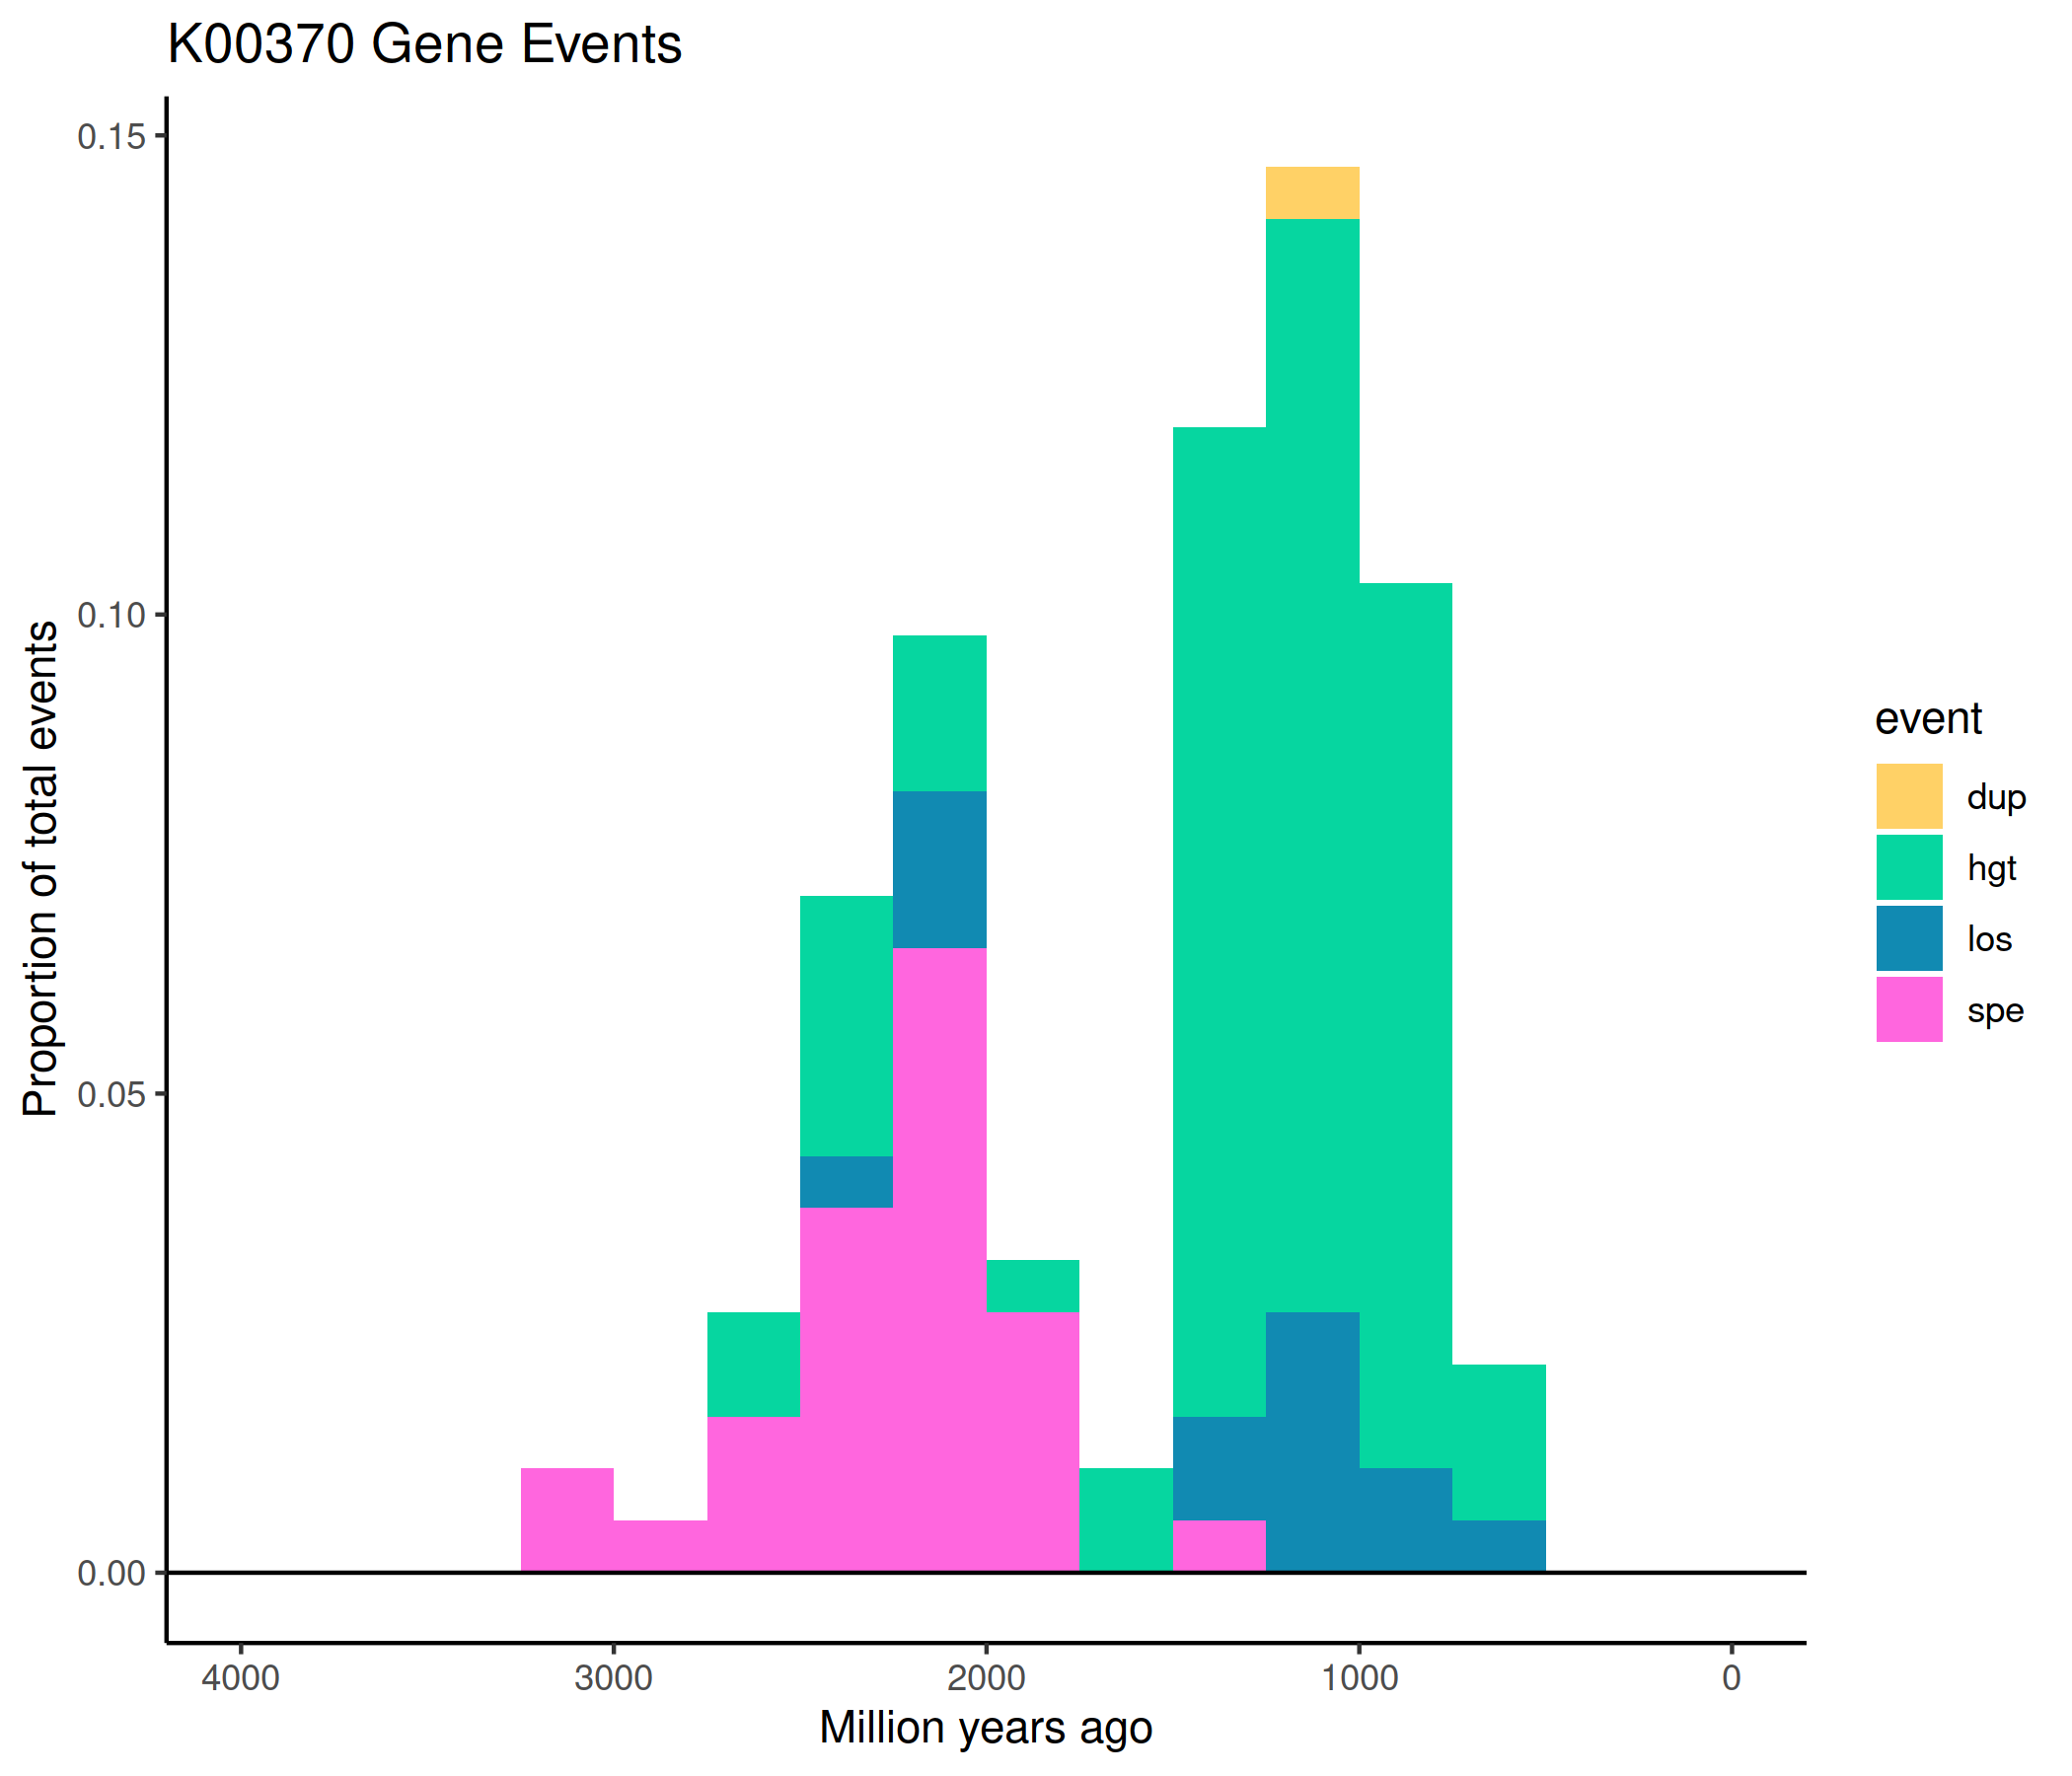 K00370 Gene Events
0.15
0.10
0.05
0.00
Proportion of total events
4000 3000 2000 1000 0
Million years ago
event
dup
hgt
los
spe